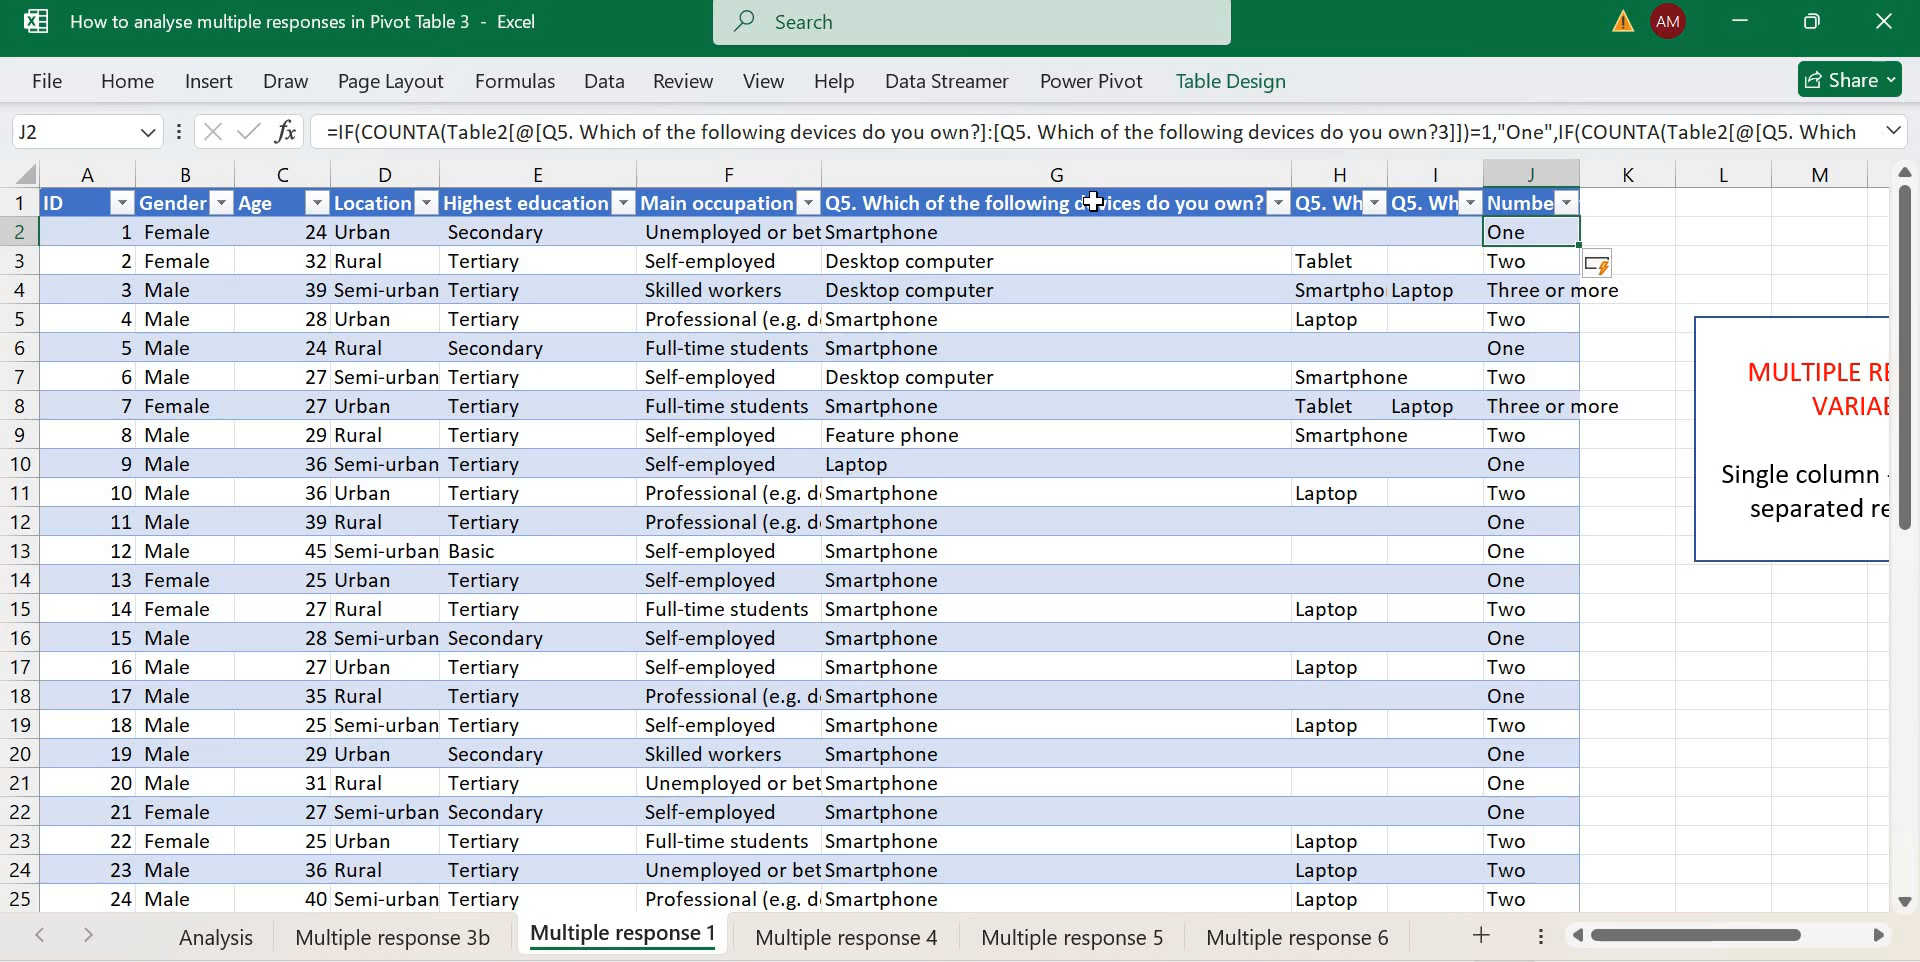 How to analyse multiple responses in Pivot Table 3 - Excel
Search
AM
File Home Insert Draw Page Layout Formulas Data Review View Help Data Streamer Power Pivot Table Design
Share
J2
fx
=IF(COUNTA(Table2[@[Q5. Which of the following devices do you own?]:[Q5. Which of the following devices do you own?3]])=1,"One",IF(COUNTA(Table2[@[Q5. Which
A B C D E F G H I J K L M
1 ID Gender Age Location Highest education Main occupation Q5. Which of the following devices do you own? Q5. Wh Q5. Wh Numbe
2 1 Female 24 Urban Secondary Unemployed or bet Smartphone One
3 2 Female 32 Rural Tertiary Self-employed Desktop computer Tablet Two
4 3 Male 39 Semi-urban Tertiary Skilled workers Desktop computer Smartpho Laptop Three or more
5 4 Male 28 Urban Tertiary Professional (e.g. d Smartphone Laptop Two
6 5 Male 24 Rural Secondary Full-time students Smartphone One
7 6 Male 27 Semi-urban Tertiary Self-employed Desktop computer Smartphone Two
8 7 Female 27 Urban Tertiary Full-time students Smartphone Tablet Laptop Three or more
9 8 Male 29 Rural Tertiary Self-employed Feature phone Smartphone Two
10 9 Male 36 Semi-urban Tertiary Self-employed Laptop One
11 10 Male 36 Urban Tertiary Professional (e.g. d Smartphone Laptop Two
12 11 Male 39 Rural Tertiary Professional (e.g. d Smartphone One
13 12 Male 45 Semi-urban Basic Self-employed Smartphone One
14 13 Female 25 Urban Tertiary Self-employed Smartphone One
15 14 Female 27 Rural Tertiary Full-time students Smartphone Laptop Two
16 15 Male 28 Semi-urban Secondary Self-employed Smartphone One
17 16 Male 27 Urban Tertiary Self-employed Smartphone Laptop Two
18 17 Male 35 Rural Tertiary Professional (e.g. d Smartphone One
19 18 Male 25 Semi-urban Tertiary Self-employed Smartphone Laptop Two
20 19 Male 29 Urban Secondary Skilled workers Smartphone One
21 20 Male 31 Rural Tertiary Unemployed or bet Smartphone One
22 21 Female 27 Semi-urban Secondary Self-employed Smartphone One
23 22 Female 25 Urban Tertiary Full-time students Smartphone Laptop Two
24 23 Male 36 Rural Tertiary Unemployed or bet Smartphone Laptop Two
25 24 Male 40 Semi-urban Tertiary Professional (e.g. d Smartphone Laptop Two
MULTIPLE RE
VARIAB
Single column -
separated re
Analysis Multiple response 3b Multiple response 1 Multiple response 4 Multiple response 5 Multiple response 6